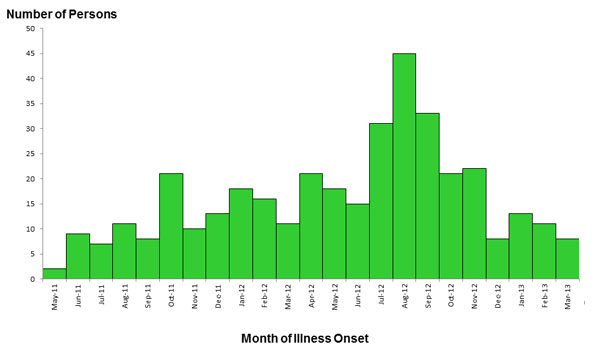 Number of Persons
50
45
40
35
30
25
20
15
10
5
0
May-11
Jun-11
Jul-11
Aug-11
Sep-11
Oct-11
Nov-11
Dec-11
Jan-12
Feb-12
Mar-12
Apr-12
May-12
Jun-12
Jul-12
Aug-12
Sep-12
Oct-12
Nov-12
Dec-12
Jan-13
Feb-13
Mar-13
Month of Illness Onset